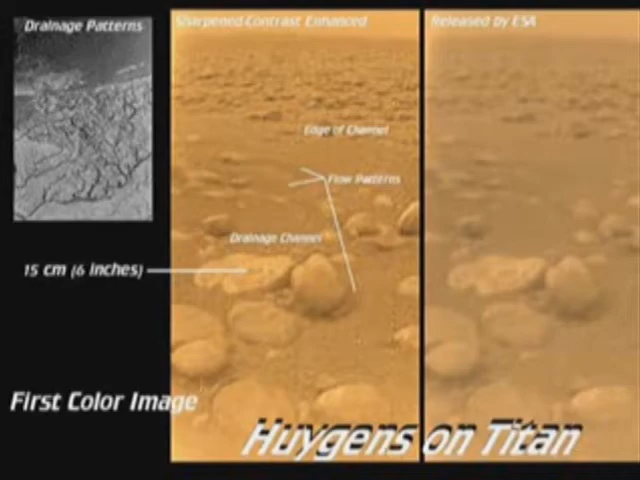 Drainage Patterns
Sharpened Contrast Enhanced
Released by ESA
Edge of Channel
Flow Patterns
Drainage Channel
15 cm (6 inches)
First Color Image
Huygens on Titan